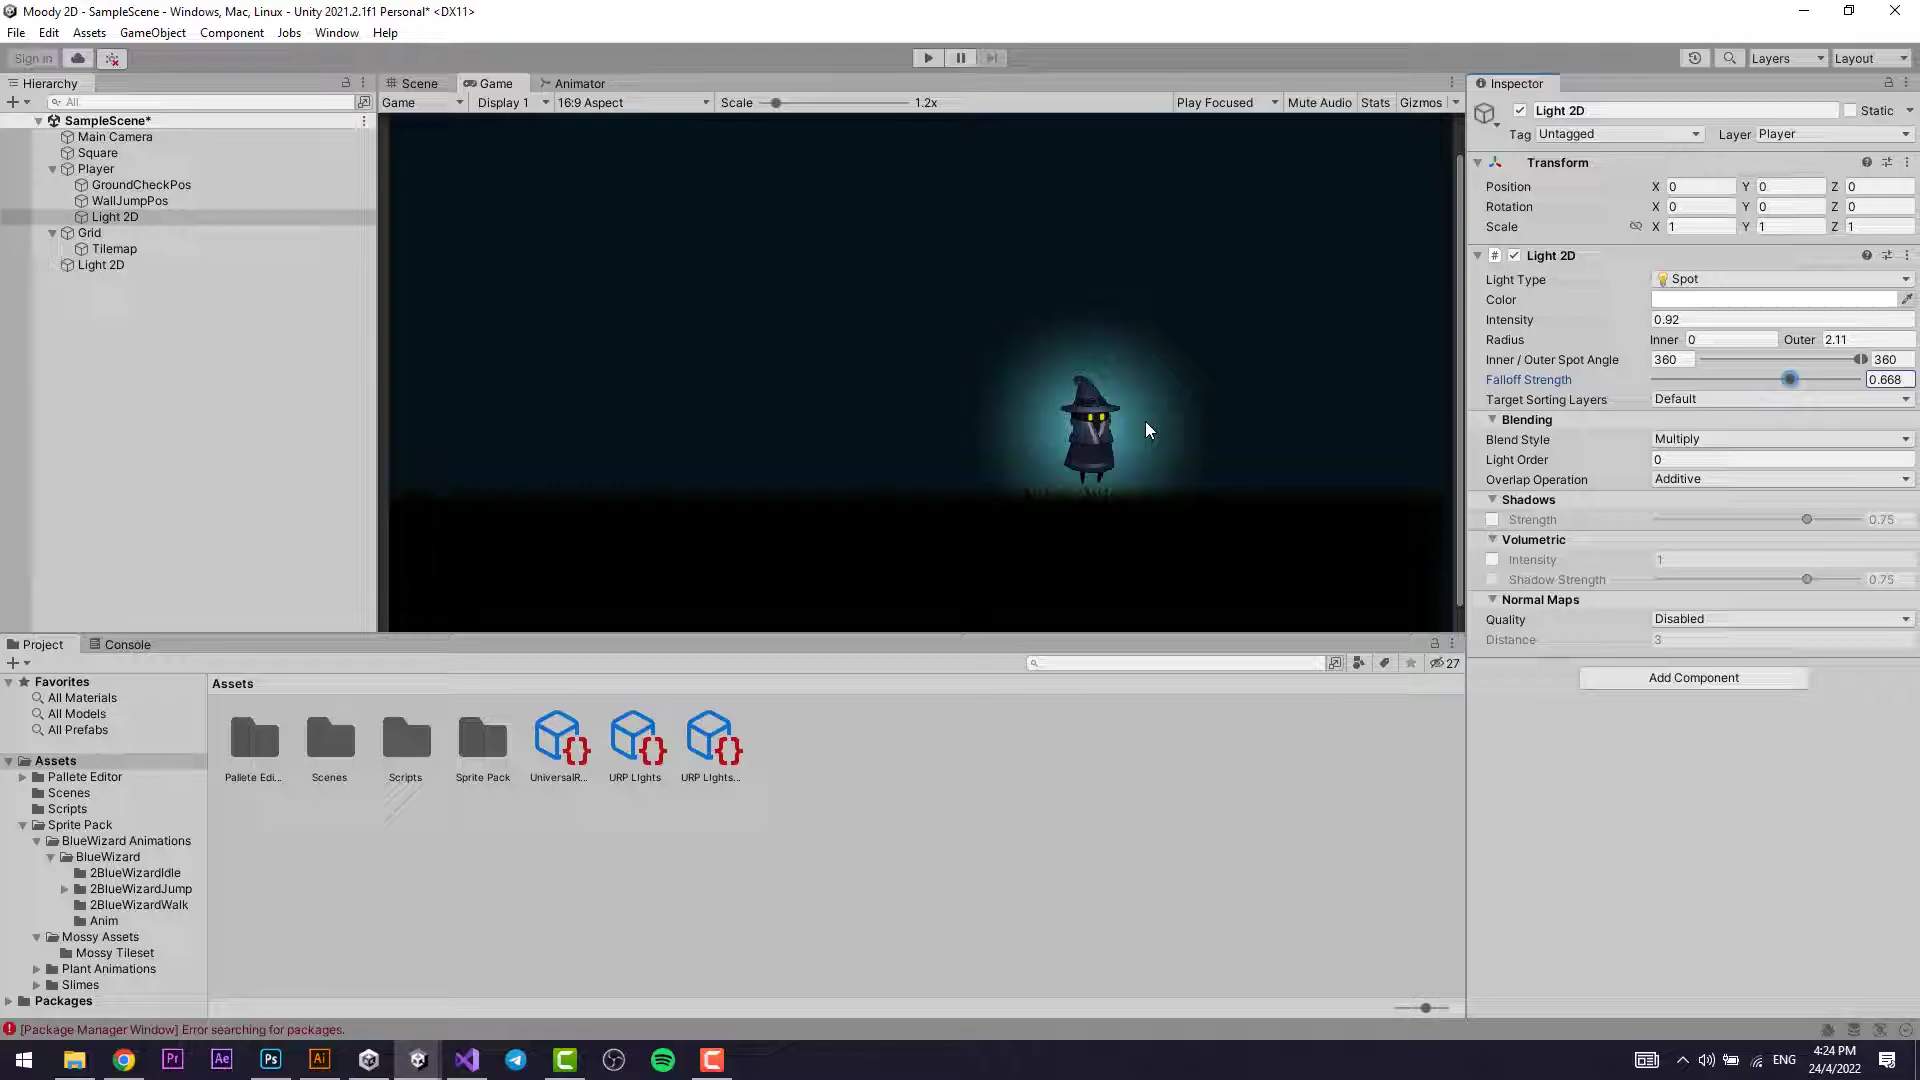 Moody 2D - SampleScene - Windows, Mac, Linux - Unity 2021.2.1f1 Personal* <DX11>
File Edit Assets GameObject Component Jobs Window Help
Sign in
Layers Layout
Hierarchy
All
SampleScene*
Main Camera
Square
Player
GroundCheckPos
WallJumpPos
Light 2D
Grid
Tilemap
Light 2D
Scene Game Animator
Game Display 1 16:9 Aspect Scale 1.2x Play Focused Mute Audio Stats Gizmos
Inspector
Light 2D Static
Tag Untagged Layer Player
Transform
Position X 0 Y 0 Z 0
Rotation X 0 Y 0 Z 0
Scale X 1 Y 1 Z 1
# Light 2D
Light Type Spot
Color
Intensity 0.92
Radius Inner 0 Outer 2.11
Inner / Outer Spot Angle 360 360
Falloff Strength 0.668
Target Sorting Layers Default
Blending
Blend Style Multiply
Light Order 0
Overlap Operation Additive
Shadows
Strength 0.75
Volumetric
Intensity 1
Shadow Strength 0.75
Normal Maps
Quality Disabled
Distance 3
Add Component
Project Console
27
Favorites
All Materials
All Models
All Prefabs
Assets
Pallete Editor
Scenes
Scripts
Sprite Pack
BlueWizard Animations
BlueWizard
2BlueWizardIdle
2BlueWizardJump
2BlueWizardWalk
Anim
Mossy Assets
Mossy Tileset
Plant Animations
Slimes
Packages
Assets
Pallete Edi... Scenes Scripts Sprite Pack UniversalR... URP LIghts URP LIghts...
[Package Manager Window] Error searching for packages.
Pr Ae Ps Ai
ENG
4:24 PM
24/4/2022